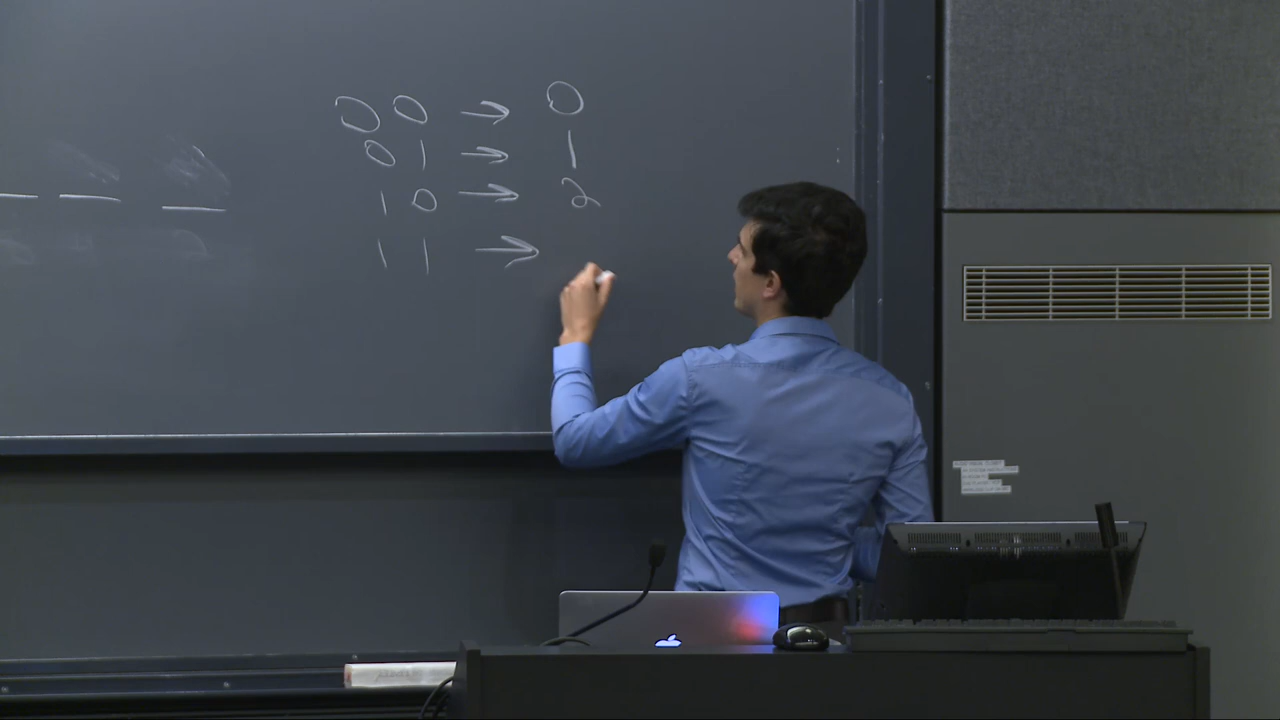 00 → 0
01 → 1
10 → 2
11 →